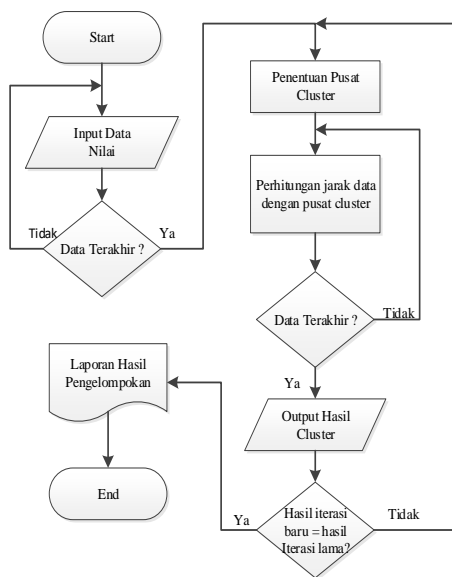 Start
Input Data
Nilai
Tidak
Data Terakhir ?
Ya
Penentuan Pusat
Cluster
Perhitungan jarak data
dengan pusat cluster
Data Terakhir ?
Tidak
Ya
Output Hasil
Cluster
Hasil iterasi
baru = hasil
Iterasi lama?
Tidak
Ya
Laporan Hasil
Pengelompokan
End